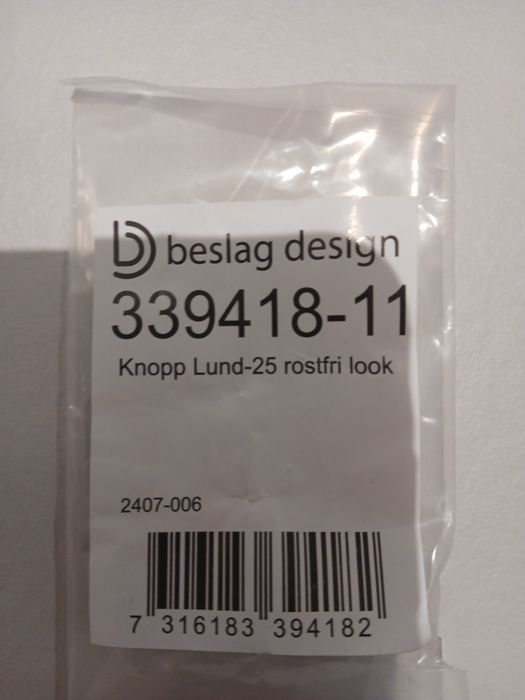 beslag design
339418-11
Knopp Lund-25 rostfri look
2407-006
7 316183 394182